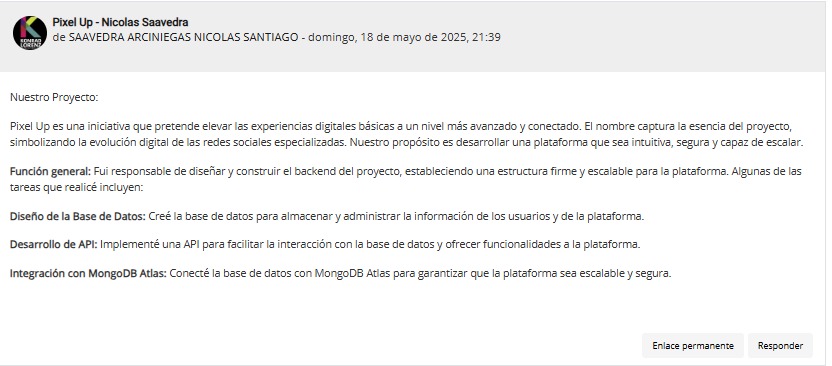 Pixel Up - Nicolas Saavedra
de SAAVEDRA ARCINIEGAS NICOLAS SANTIAGO - domingo, 18 de mayo de 2025, 21:39
KONRAD
LORENZ
Nuestro Proyecto:
Pixel Up es una iniciativa que pretende elevar las experiencias digitales básicas a un nivel más avanzado y conectado. El nombre captura la esencia del proyecto,
simbolizando la evolución digital de las redes sociales especializadas. Nuestro propósito es desarrollar una plataforma que sea intuitiva, segura y capaz de escalar.
Función general: Fui responsable de diseñar y construir el backend del proyecto, estableciendo una estructura firme y escalable para la plataforma. Algunas de las
tareas que realicé incluyen:
Diseño de la Base de Datos: Creé la base de datos para almacenar y administrar la información de los usuarios y de la plataforma.
Desarrollo de API: Implementé una API para facilitar la interacción con la base de datos y ofrecer funcionalidades a la plataforma.
Integración con MongoDB Atlas: Conecté la base de datos con MongoDB Atlas para garantizar que la plataforma sea escalable y segura.
Enlace permanente
Responder